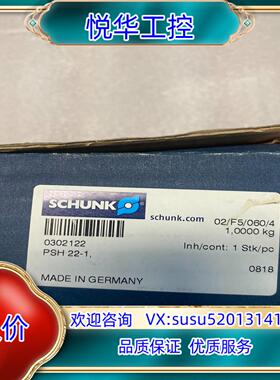 悦华工控
SCHUNK
schunk.com
02/F5/060/4
1,0000 kg
0302122
PSH 22-1,
Inh/cont: 1 Stk/pc
MADE IN GERMANY
0818
价
欢迎咨询 VX:susu52013141
品质保证 服务至上